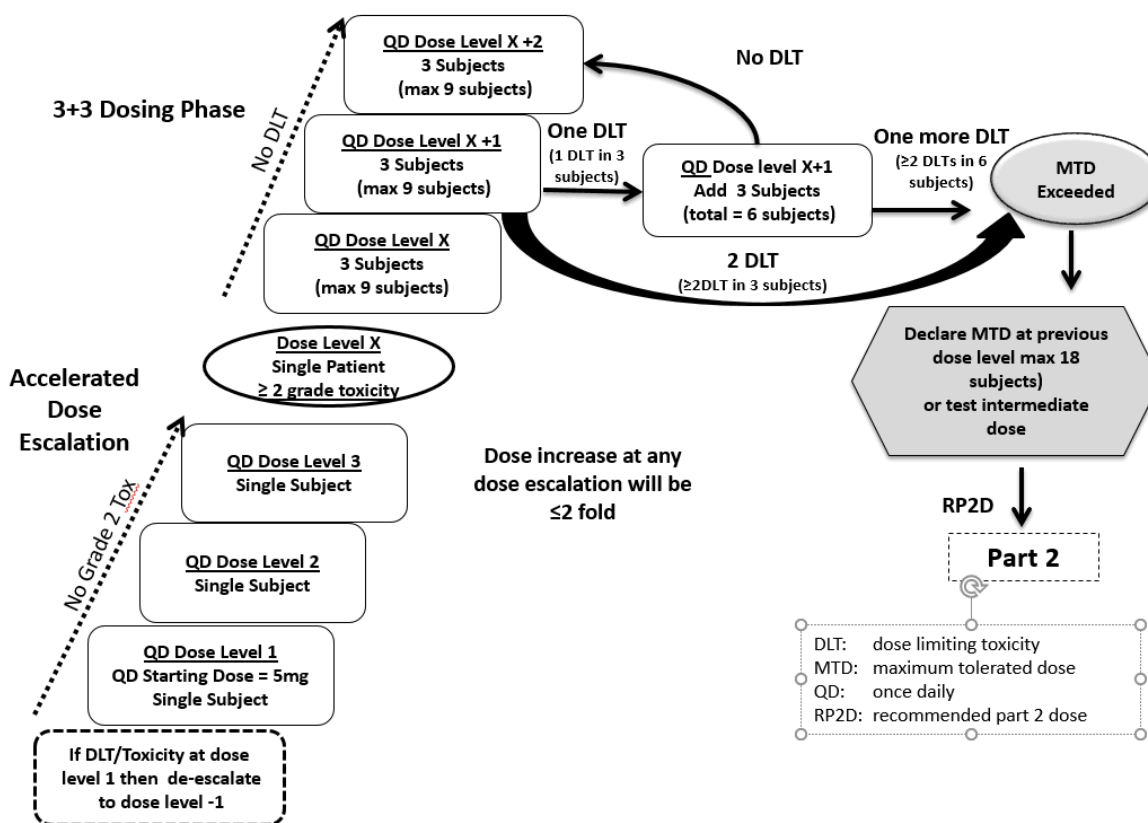 QD Dose Level X +2
3 Subjects
(max 9 subjects)
No DLT
3+3 Dosing Phase
No DLT
QD Dose Level X +1
3 Subjects
(max 9 subjects)
One DLT
(1 DLT in 3
subjects)
QD Dose level X+1
Add 3 Subjects
(total = 6 subjects)
One more DLT
(≥2 DLTs in 6
subjects)
MTD
Exceeded
QD Dose Level X
3 Subjects
(max 9 subjects)
2 DLT
(≥2DLT in 3 subjects)
Dose Level X
Single Patient
≥ 2 grade toxicity
Declare MTD at previous
dose level max 18
subjects)
or test intermediate
dose
Accelerated
Dose
Escalation
No Grade 2 Tox
QD Dose Level 3
Single Subject
Dose increase at any
dose escalation will be
≤2 fold
RP2D
QD Dose Level 2
Single Subject
Part 2
QD Dose Level 1
QD Starting Dose = 5mg
Single Subject
DLT: dose limiting toxicity
MTD: maximum tolerated dose
QD: once daily
RP2D: recommended part 2 dose
If DLT/Toxicity at dose
level 1 then de-escalate
to dose level -1